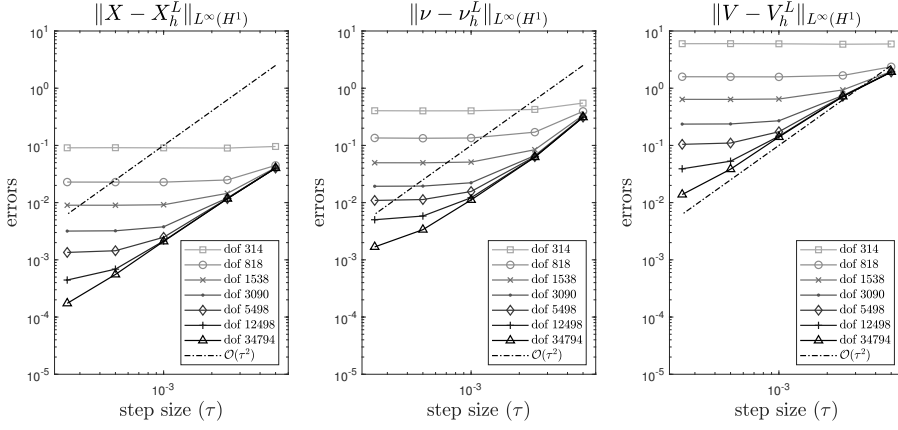 ‖X − X_h^L‖_{L^∞(H^1)}
10^1
10^0
10^-1
10^-2
10^-3
10^-4
10^-5
errors
dof 314
dof 818
dof 1538
dof 3090
dof 5498
dof 12498
dof 34794
O(τ^2)
10^-3
step size (τ)
‖ν − ν_h^L‖_{L^∞(H^1)}
10^1
10^0
10^-1
10^-2
10^-3
10^-4
10^-5
errors
dof 314
dof 818
dof 1538
dof 3090
dof 5498
dof 12498
dof 34794
O(τ^2)
10^-3
step size (τ)
‖V − V_h^L‖_{L^∞(H^1)}
10^1
10^0
10^-1
10^-2
10^-3
10^-4
10^-5
errors
dof 314
dof 818
dof 1538
dof 3090
dof 5498
dof 12498
dof 34794
O(τ^2)
10^-3
step size (τ)